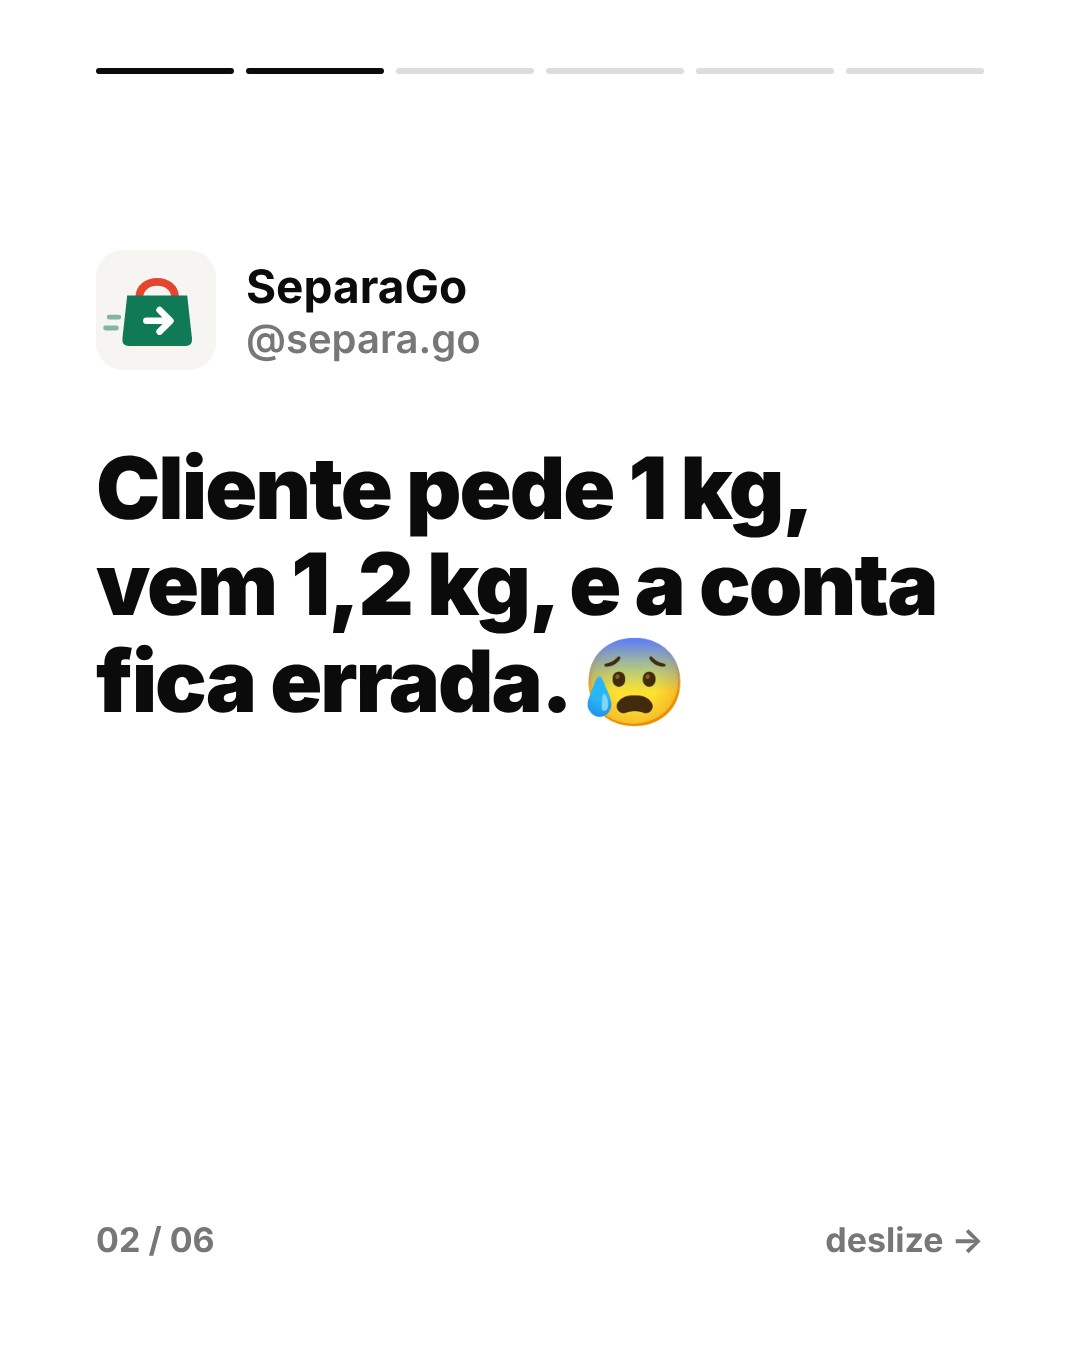 SeparaGo
@separa.go
Cliente pede 1 kg,
vem 1,2 kg, e a conta
fica errada. 😰
02 / 06
deslize →